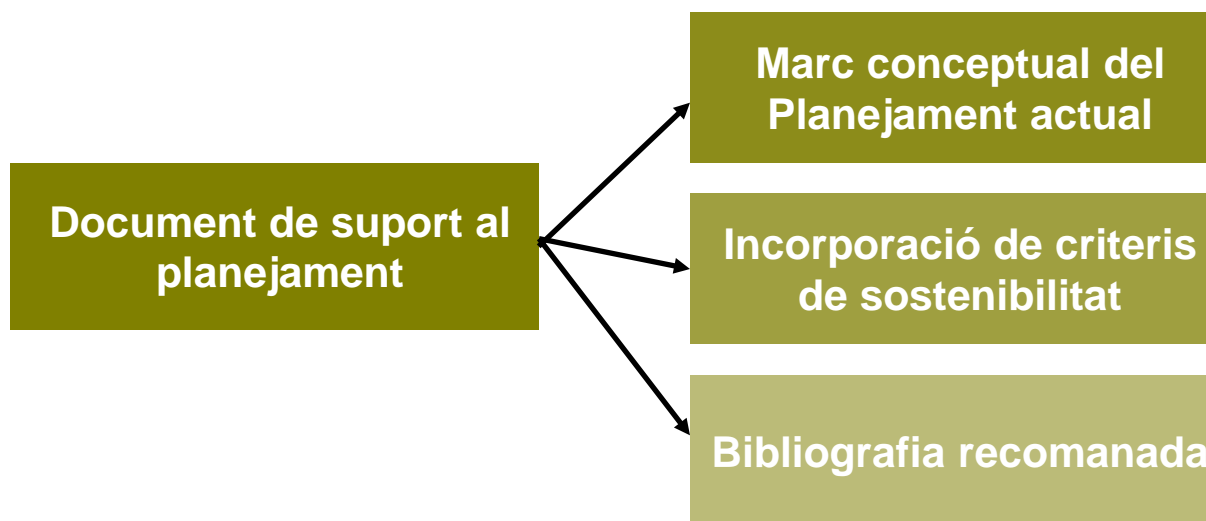 Document de suport al
planejament
Marc conceptual del
Planejament actual
Incorporació de criteris
de sostenibilitat
Bibliografia recomanada